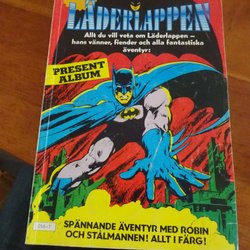 LÄDERLAPPEN
Allt du vill veta om Läderlappen –
hans vänner, fiender och alla fantastiska
äventyr:
PRESENT
ALBUM
SPÄNNANDE ÄVENTYR MED ROBIN
OCH STÅLMANNEN! ALLT I FÄRG!